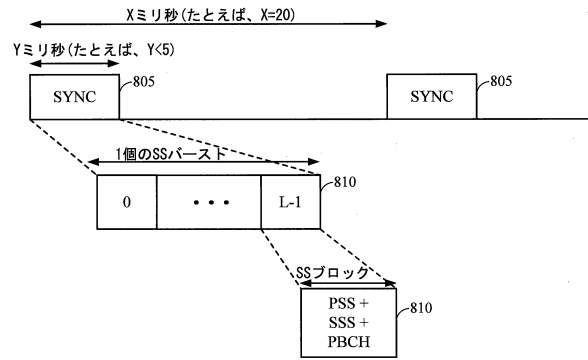 Xミリ秒(たとえば、X=20)
Yミリ秒(たとえば、Y<5)
SYNC
805
SYNC
805
1個のSSバースト
0
• • •
L-1
810
SSブロック
PSS +
SSS +
PBCH
810